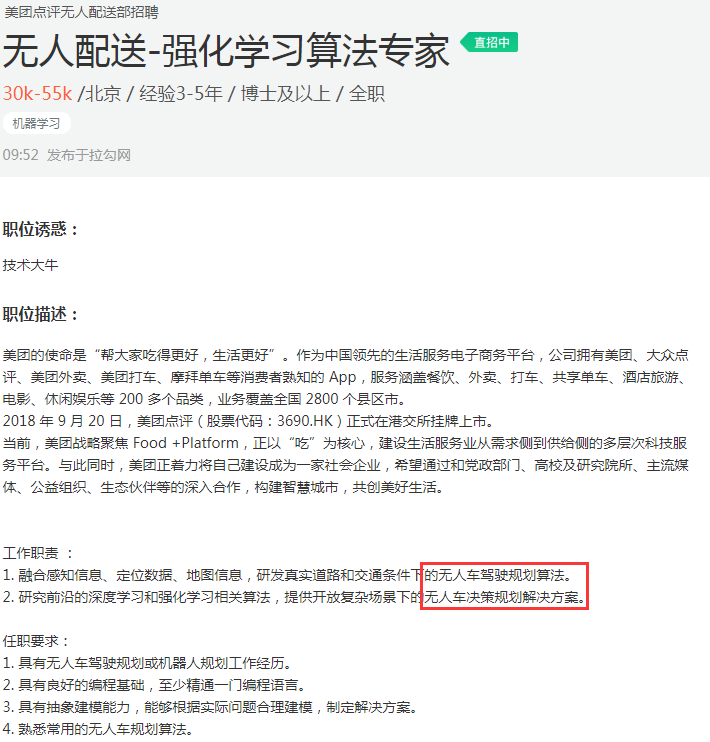 美团点评无人配送部招聘
无人配送-强化学习算法专家 直招中
30k-55k /北京 / 经验3-5年 / 博士及以上 / 全职
机器学习
09:52 发布于拉勾网
职位诱惑：
技术大牛
职位描述：
美团的使命是“帮大家吃得更好，生活更好”。作为中国领先的生活服务电子商务平台，公司拥有美团、大众点
评、美团外卖、美团打车、摩拜单车等消费者熟知的 App，服务涵盖餐饮、外卖、打车、共享单车、酒店旅游、
电影、休闲娱乐等 200 多个品类，业务覆盖全国 2800 个县区市。
2018 年 9 月 20 日，美团点评（股票代码：3690.HK）正式在港交所挂牌上市。
当前，美团战略聚焦 Food +Platform，正以“吃”为核心，建设生活服务业从需求侧到供给侧的多层次科技服
务平台。与此同时，美团正着力将自己建设成为一家社会企业，希望通过和党政部门、高校及研究院所、主流媒
体、公益组织、生态伙伴等的深入合作，构建智慧城市，共创美好生活。
工作职责 ：
1. 融合感知信息、定位数据、地图信息，研发真实道路和交通条件下的无人车驾驶规划算法。
2. 研究前沿的深度学习和强化学习相关算法，提供开放复杂场景下的无人车决策规划解决方案。
任职要求：
1. 具有无人车驾驶规划或机器人规划工作经历。
2. 具有良好的编程基础，至少精通一门编程语言。
3. 具有抽象建模能力，能够根据实际问题合理建模，制定解决方案。
4. 熟悉常用的无人车规划算法。